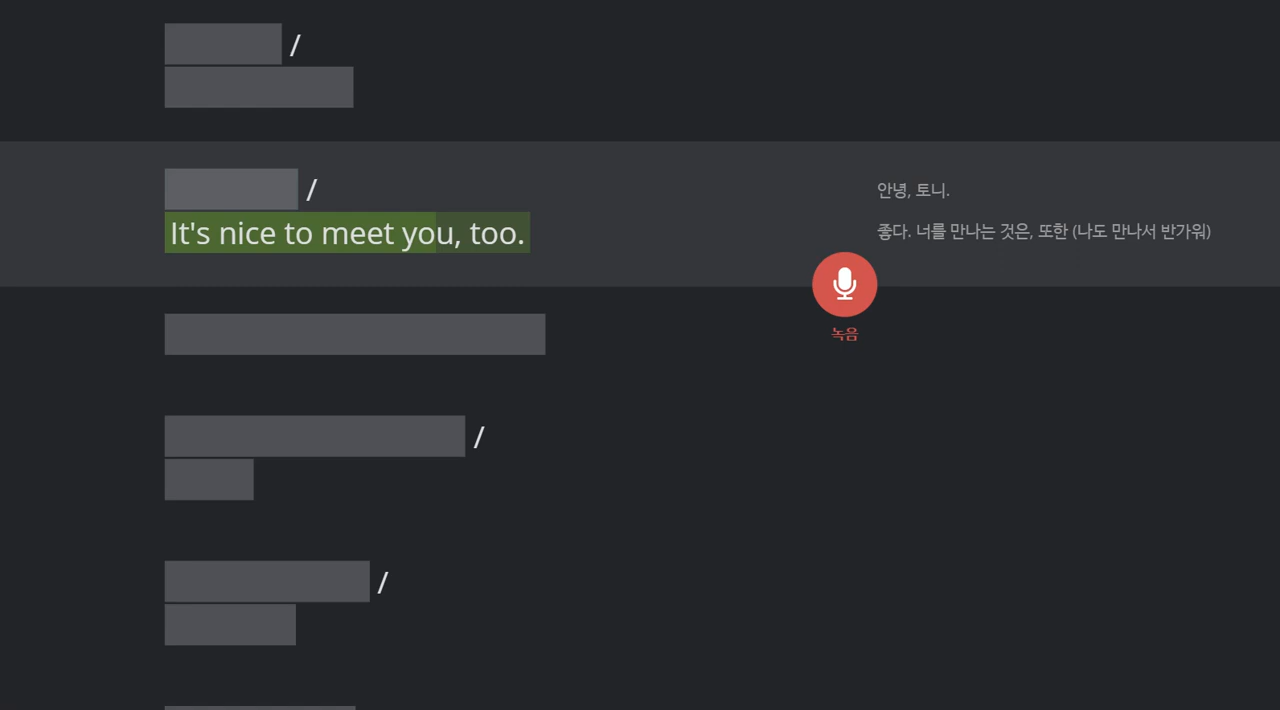 /
/
안녕, 토니.
It's nice to meet you, too.
좋다. 너를 만나는 것은, 또한 (나도 만나서 반가워)
녹음
/
/